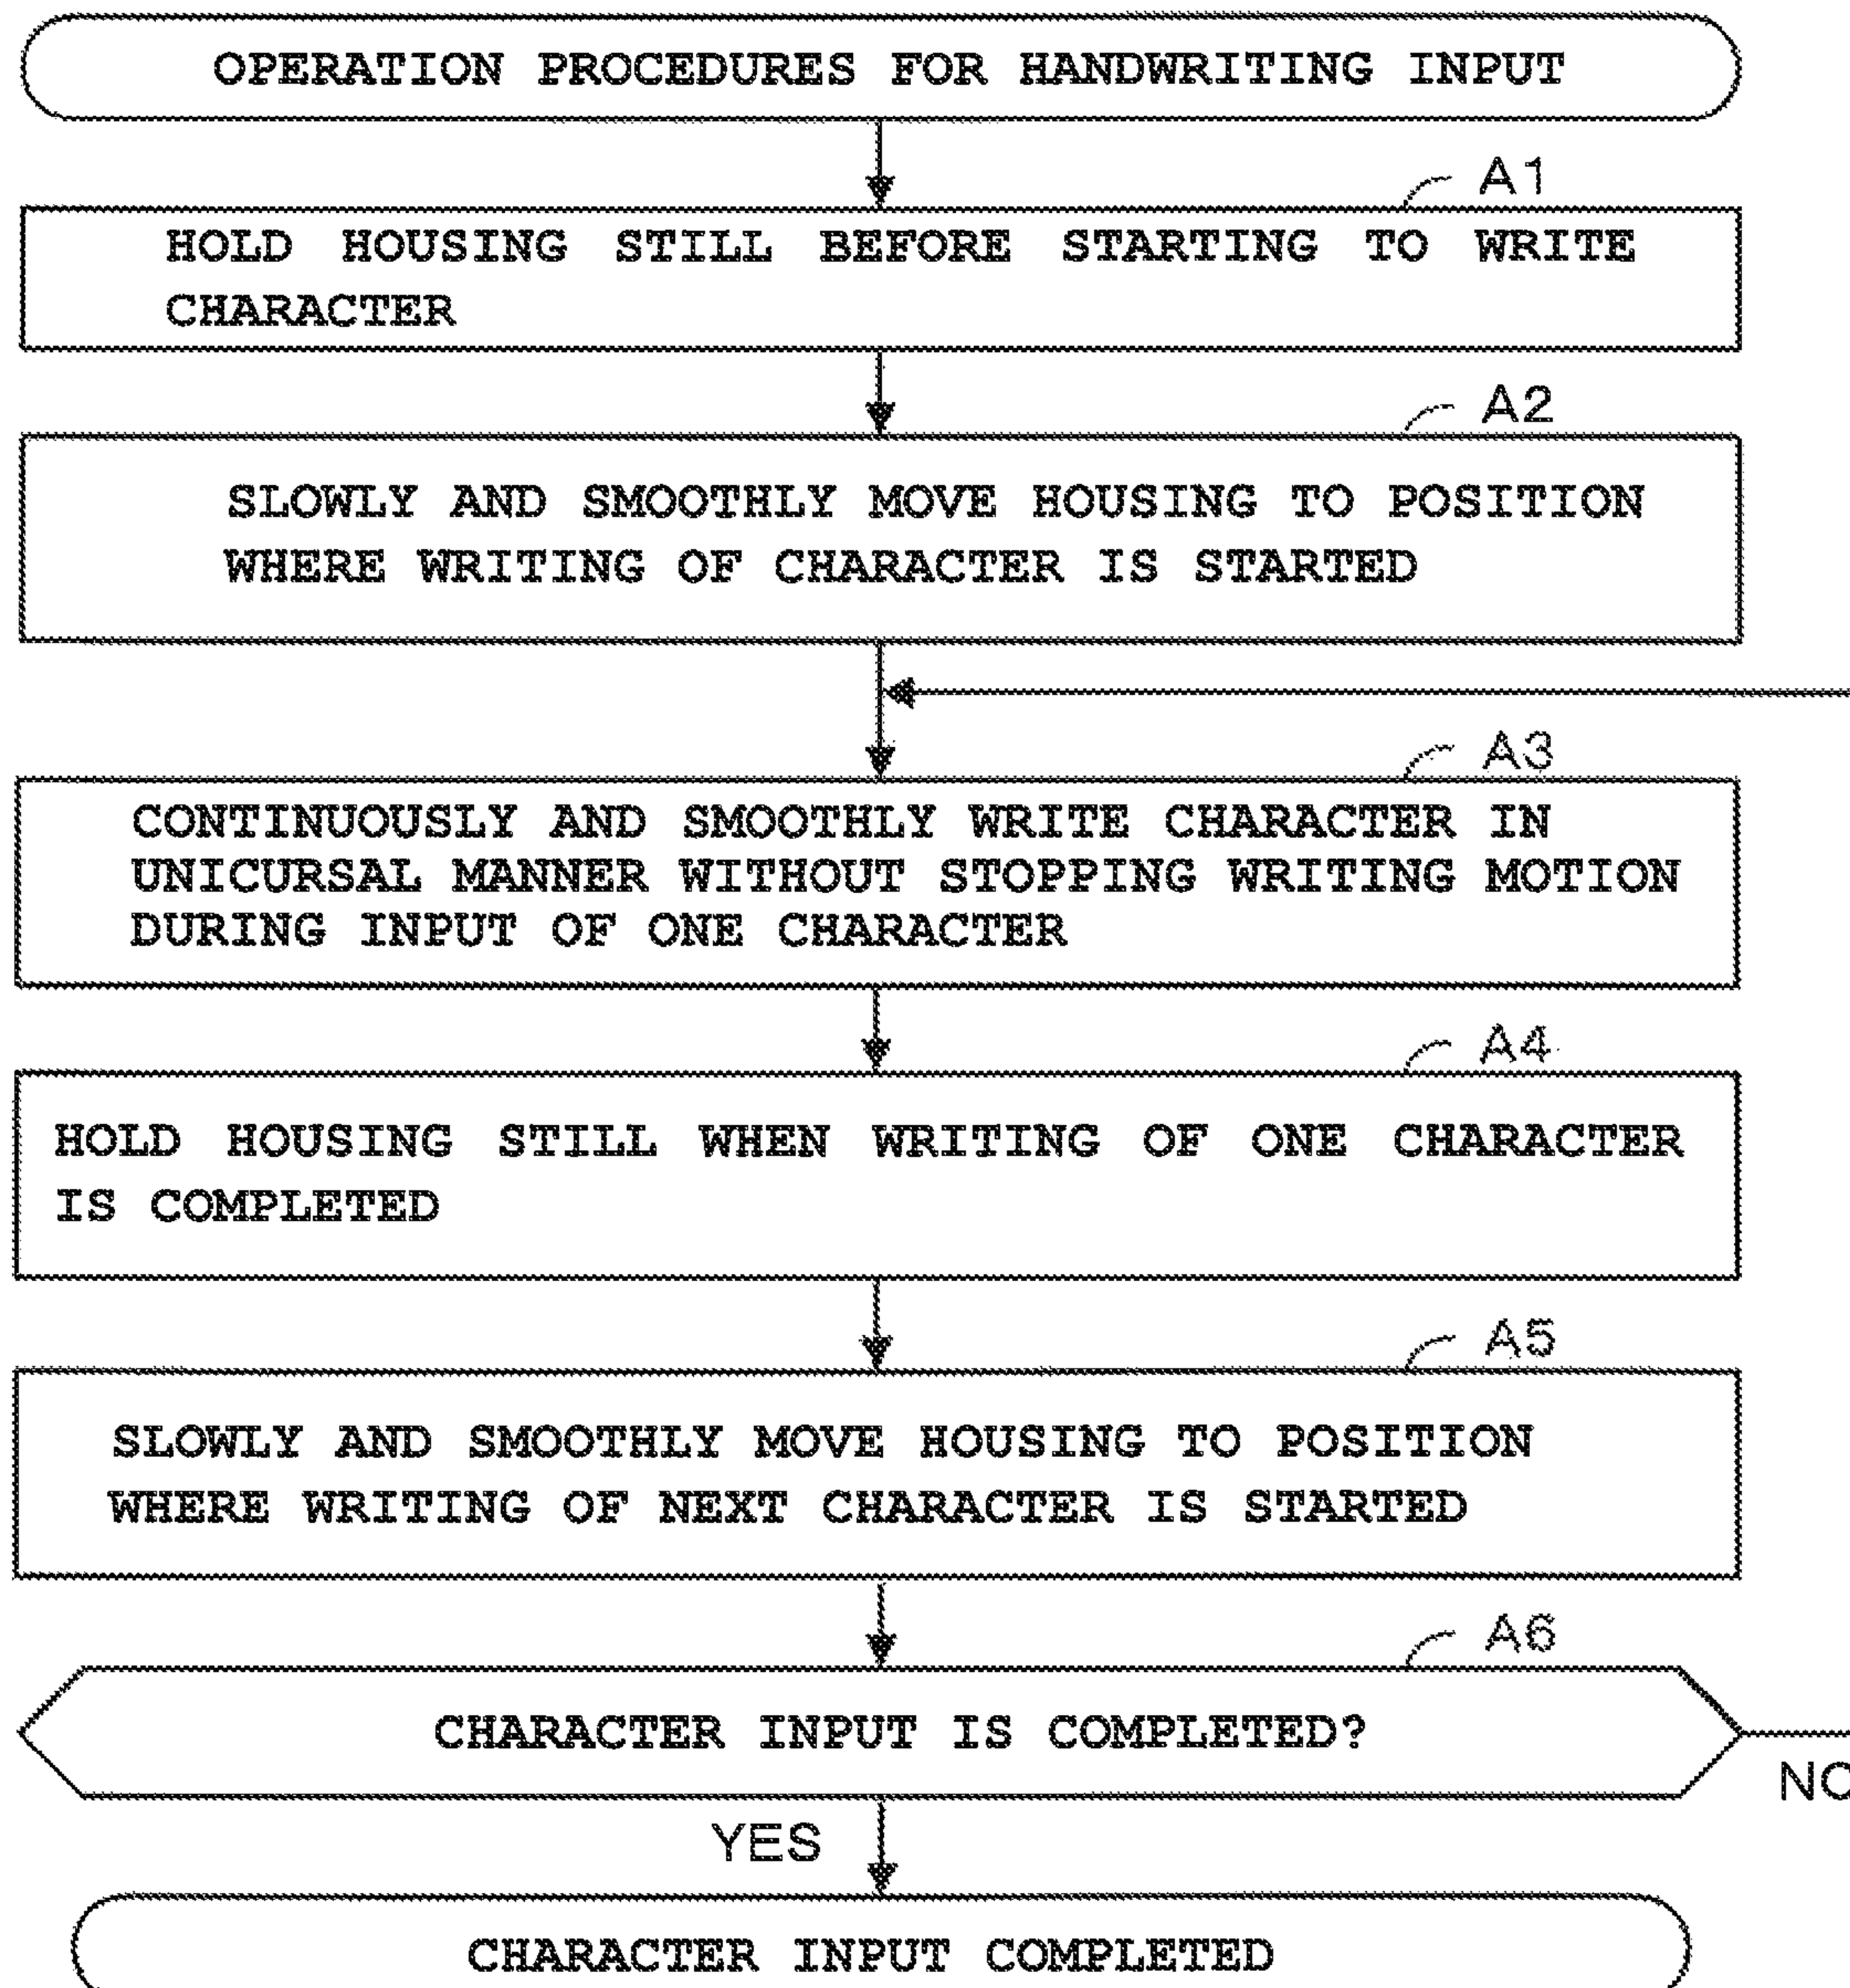 OPERATION PROCEDURES FOR HANDWRITING INPUT
A1
HOLD HOUSING STILL BEFORE STARTING TO WRITE
CHARACTER
A2
SLOWLY AND SMOOTHLY MOVE HOUSING TO POSITION
WHERE WRITING OF CHARACTER IS STARTED
A3
CONTINUOUSLY AND SMOOTHLY WRITE CHARACTER IN
UNICURSAL MANNER WITHOUT STOPPING WRITING MOTION
DURING INPUT OF ONE CHARACTER
A4
HOLD HOUSING STILL WHEN WRITING OF ONE CHARACTER
IS COMPLETED
A5
SLOWLY AND SMOOTHLY MOVE HOUSING TO POSITION
WHERE WRITING OF NEXT CHARACTER IS STARTED
A6
CHARACTER INPUT IS COMPLETED?
NO
YES
CHARACTER INPUT COMPLETED